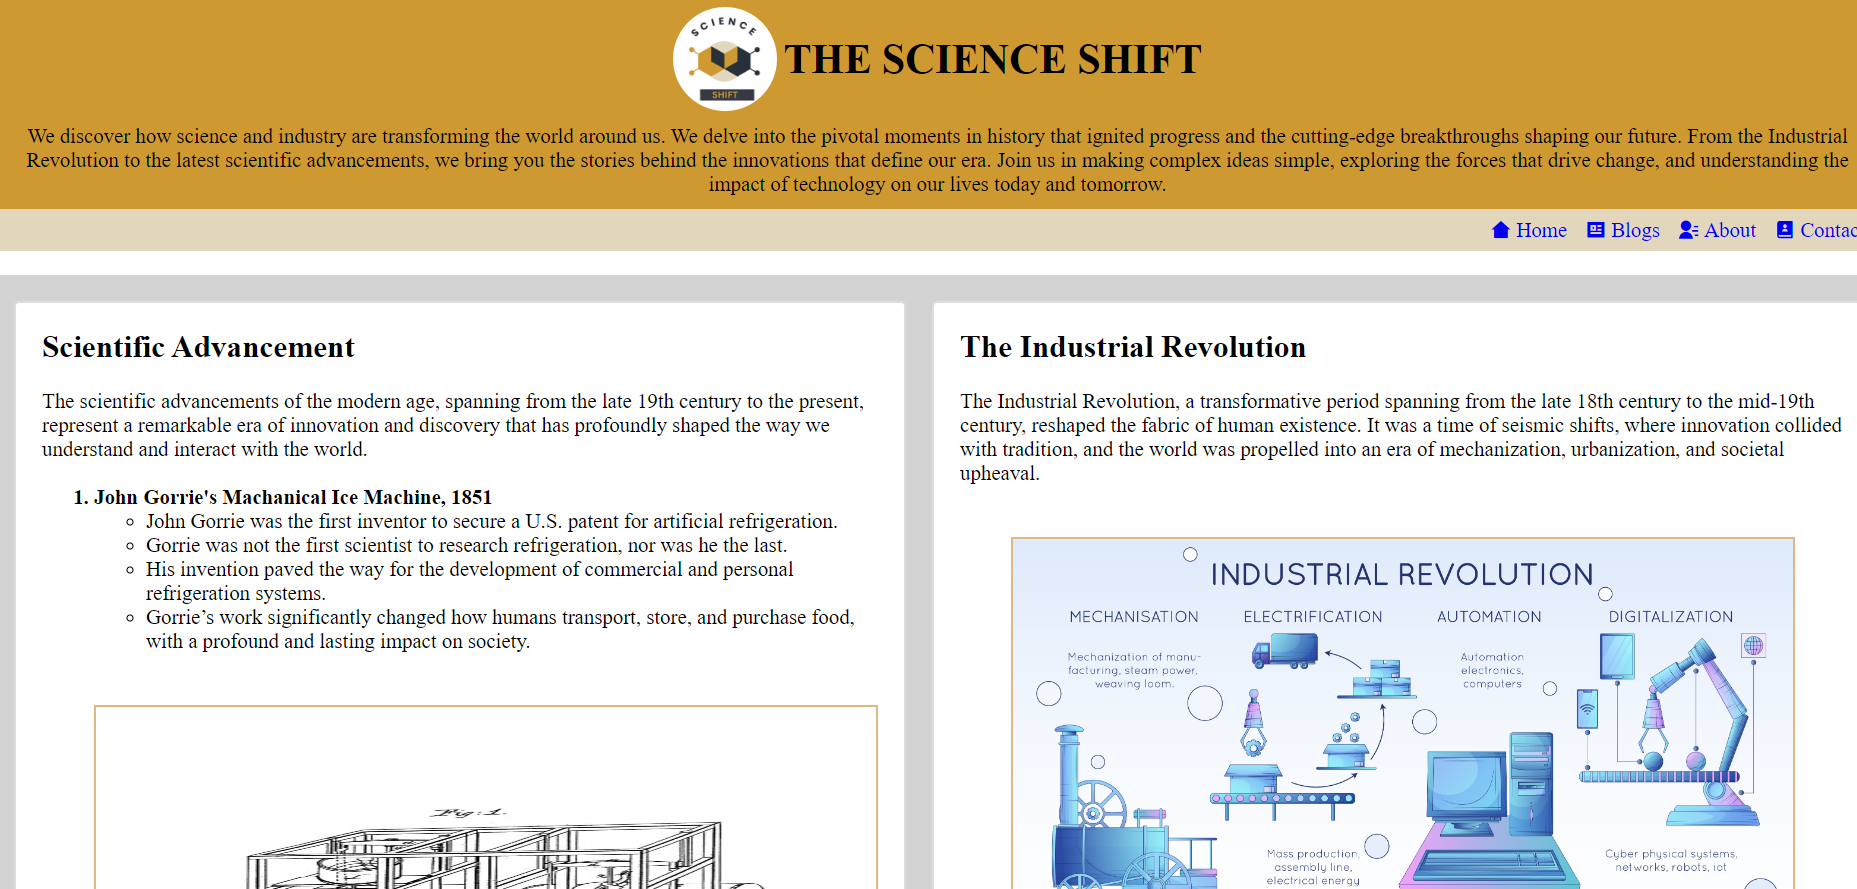 SCIENCE
SHIFT
THE SCIENCE SHIFT
We discover how science and industry are transforming the world around us. We delve into the pivotal moments in history that ignited progress and the cutting-edge breakthroughs shaping our future. From the Industrial
Revolution to the latest scientific advancements, we bring you the stories behind the innovations that define our era. Join us in making complex ideas simple, exploring the forces that drive change, and understanding the
impact of technology on our lives today and tomorrow.
Home Blogs About Contac
Scientific Advancement
The scientific advancements of the modern age, spanning from the late 19th century to the present,
represent a remarkable era of innovation and discovery that has profoundly shaped the way we
understand and interact with the world.
1. John Gorrie's Machanical Ice Machine, 1851
John Gorrie was the first inventor to secure a U.S. patent for artificial refrigeration.
Gorrie was not the first scientist to research refrigeration, nor was he the last.
His invention paved the way for the development of commercial and personal
refrigeration systems.
Gorrie’s work significantly changed how humans transport, store, and purchase food,
with a profound and lasting impact on society.
Fig:1.
The Industrial Revolution
The Industrial Revolution, a transformative period spanning from the late 18th century to the mid-19th
century, reshaped the fabric of human existence. It was a time of seismic shifts, where innovation collided
with tradition, and the world was propelled into an era of mechanization, urbanization, and societal
upheaval.
INDUSTRIAL REVOLUTION
MECHANISATION
Mechanization of manu-
facturing, steam power,
weaving loom.
ELECTRIFICATION
Mass production,
assembly line,
electrical energy
AUTOMATION
Automation
electronics,
computers
DIGITALIZATION
Cyber physical systems,
networks, robots, iot